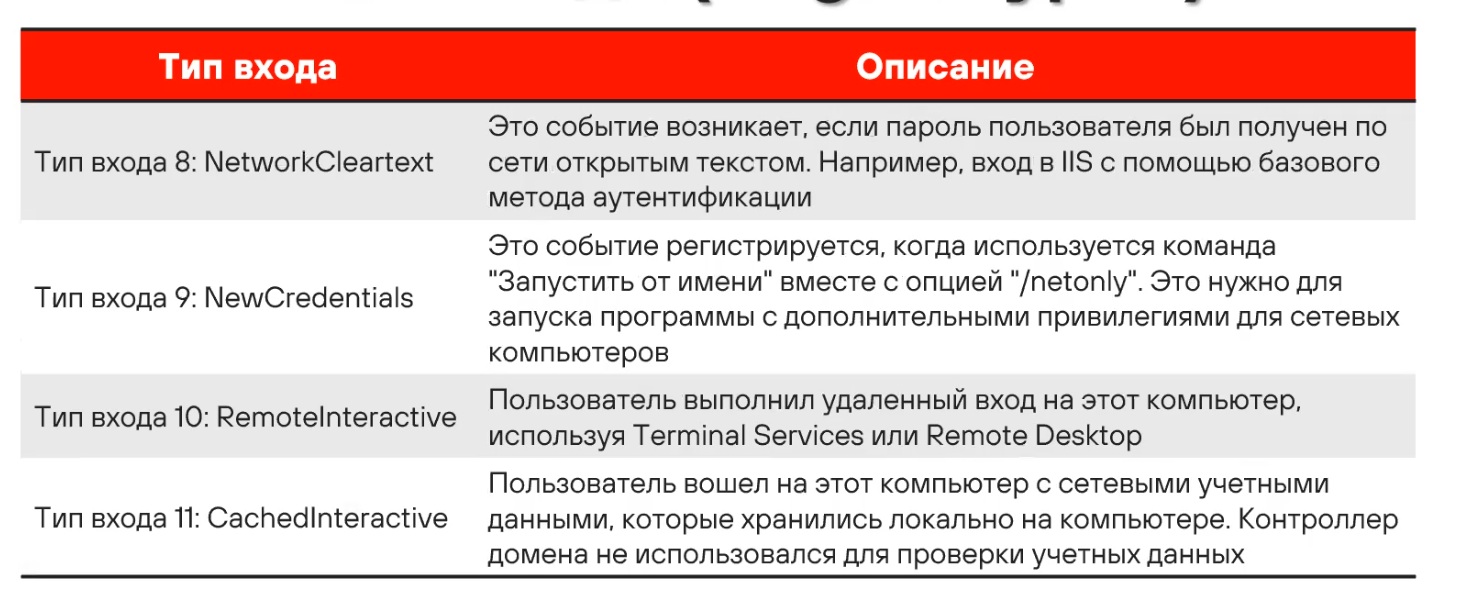 Тип входа
Описание
Тип входа 8: NetworkCleartext
Это событие возникает, если пароль пользователя был получен по
сети открытым текстом. Например, вход в IIS с помощью базового
метода аутентификации
Тип входа 9: NewCredentials
Это событие регистрируется, когда используется команда
"Запустить от имени" вместе с опцией "/netonly". Это нужно для
запуска программы с дополнительными привилегиями для сетевых
компьютеров
Тип входа 10: RemoteInteractive
Пользователь выполнил удаленный вход на этот компьютер,
используя Terminal Services или Remote Desktop
Тип входа 11: CachedInteractive
Пользователь вошел на этот компьютер с сетевыми учетными
данными, которые хранились локально на компьютере. Контроллер
домена не использовался для проверки учетных данных